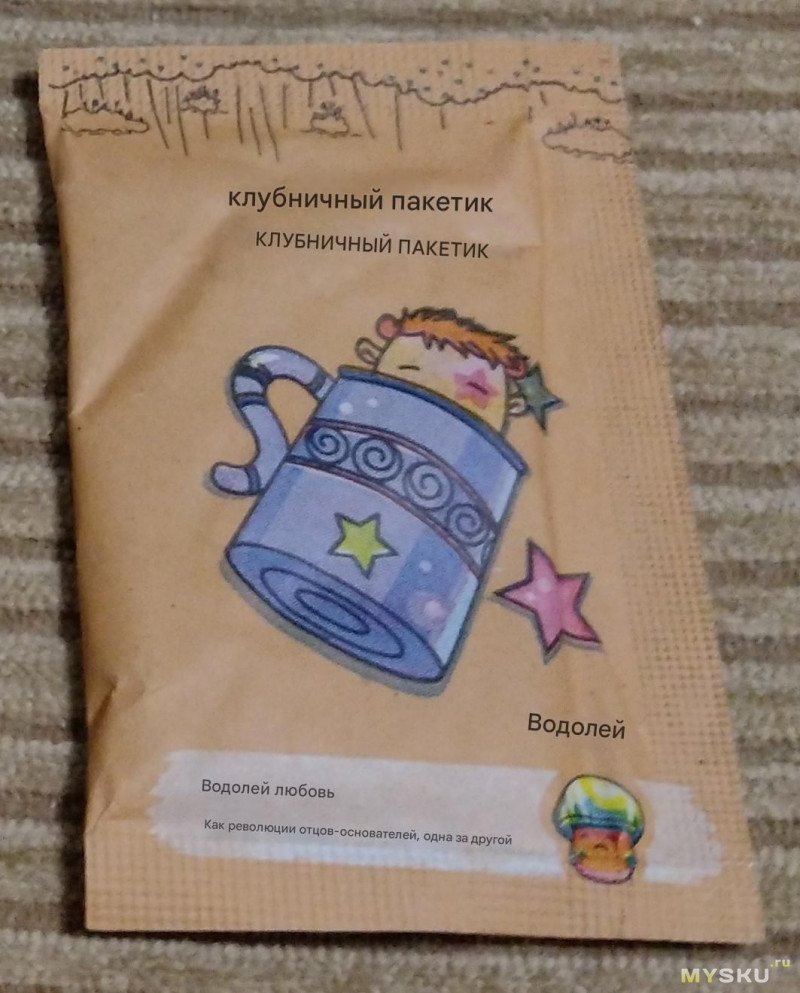 клубничный пакетик
КЛУБНИЧНЫЙ ПАКЕТИК
Водолей
Водолей любовь
Как революции отцов-основателей, одна за другой
MYSKU.ru